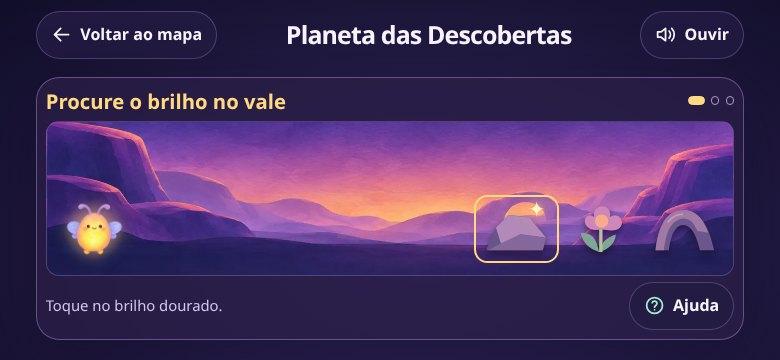 Voltar ao mapa
Planeta das Descobertas
Ouvir
Procure o brilho no vale
Toque no brilho dourado.
Ajuda